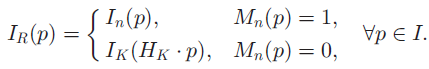 I_R(p) = { I_n(p), M_n(p) = 1, ∀p ∈ I.
I_K(H_K · p), M_n(p) = 0,